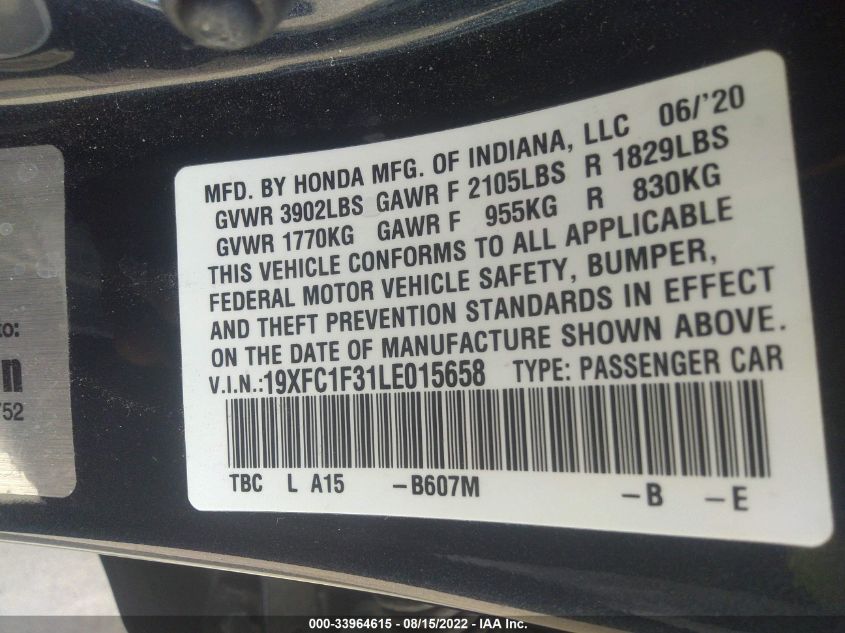 MFD. BY HONDA MFG. OF INDIANA, LLC 06/'20
GVWR 3902LBS GAWR F 2105LBS R 1829LBS
GVWR 1770KG GAWR F 955KG R 830KG
THIS VEHICLE CONFORMS TO ALL APPLICABLE
FEDERAL MOTOR VEHICLE SAFETY, BUMPER,
AND THEFT PREVENTION STANDARDS IN EFFECT
ON THE DATE OF MANUFACTURE SHOWN ABOVE.
V.I.N.:19XFC1F31LE015658 TYPE: PASSENGER CAR
TBC L A15 -B607M -B -E
to:
n
752
000-33964615 - 08/15/2022 - IAA Inc.